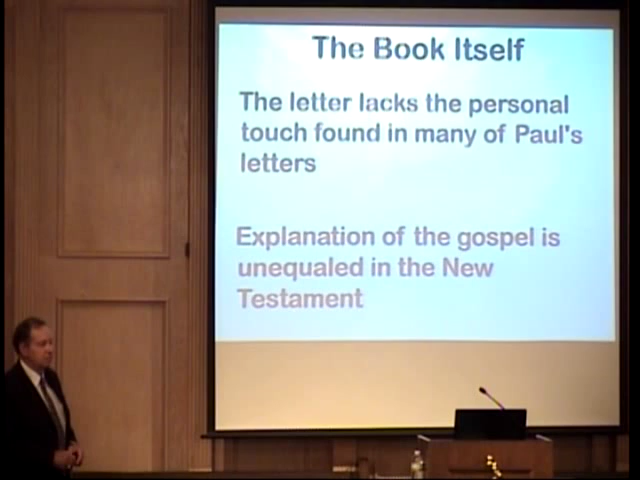 The Book Itself
The letter lacks the personal
touch found in many of Paul's
letters
Explanation of the gospel is
unequaled in the New
Testament